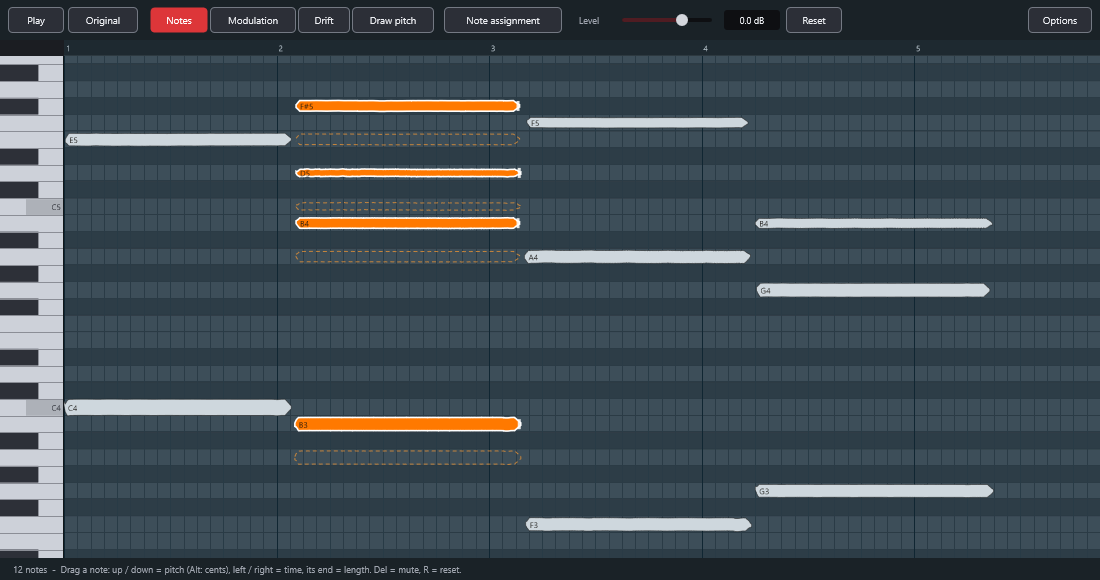 Play Original Notes Modulation Drift Draw pitch Note assignment Level 0.0 dB Reset Options
1 2 3 4 5
F#5
F5
E5
D5
C5
B4 B4
A4
G4
C4 C4
B3
G3
F3
12 notes - Drag a note: up / down = pitch (Alt: cents), left / right = time, its end = length. Del = mute, R = reset.